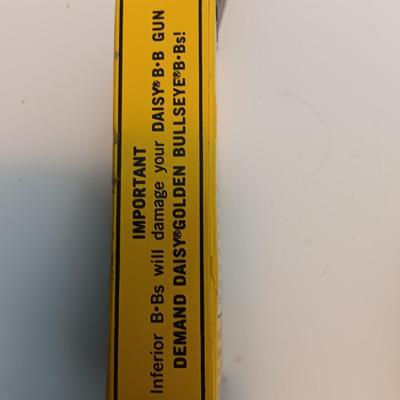 IMPORTANT
Inferior B•Bs will damage your DAISY® B•B GUN
DEMAND DAISY®GOLDEN BULLSEYE®B•Bs!